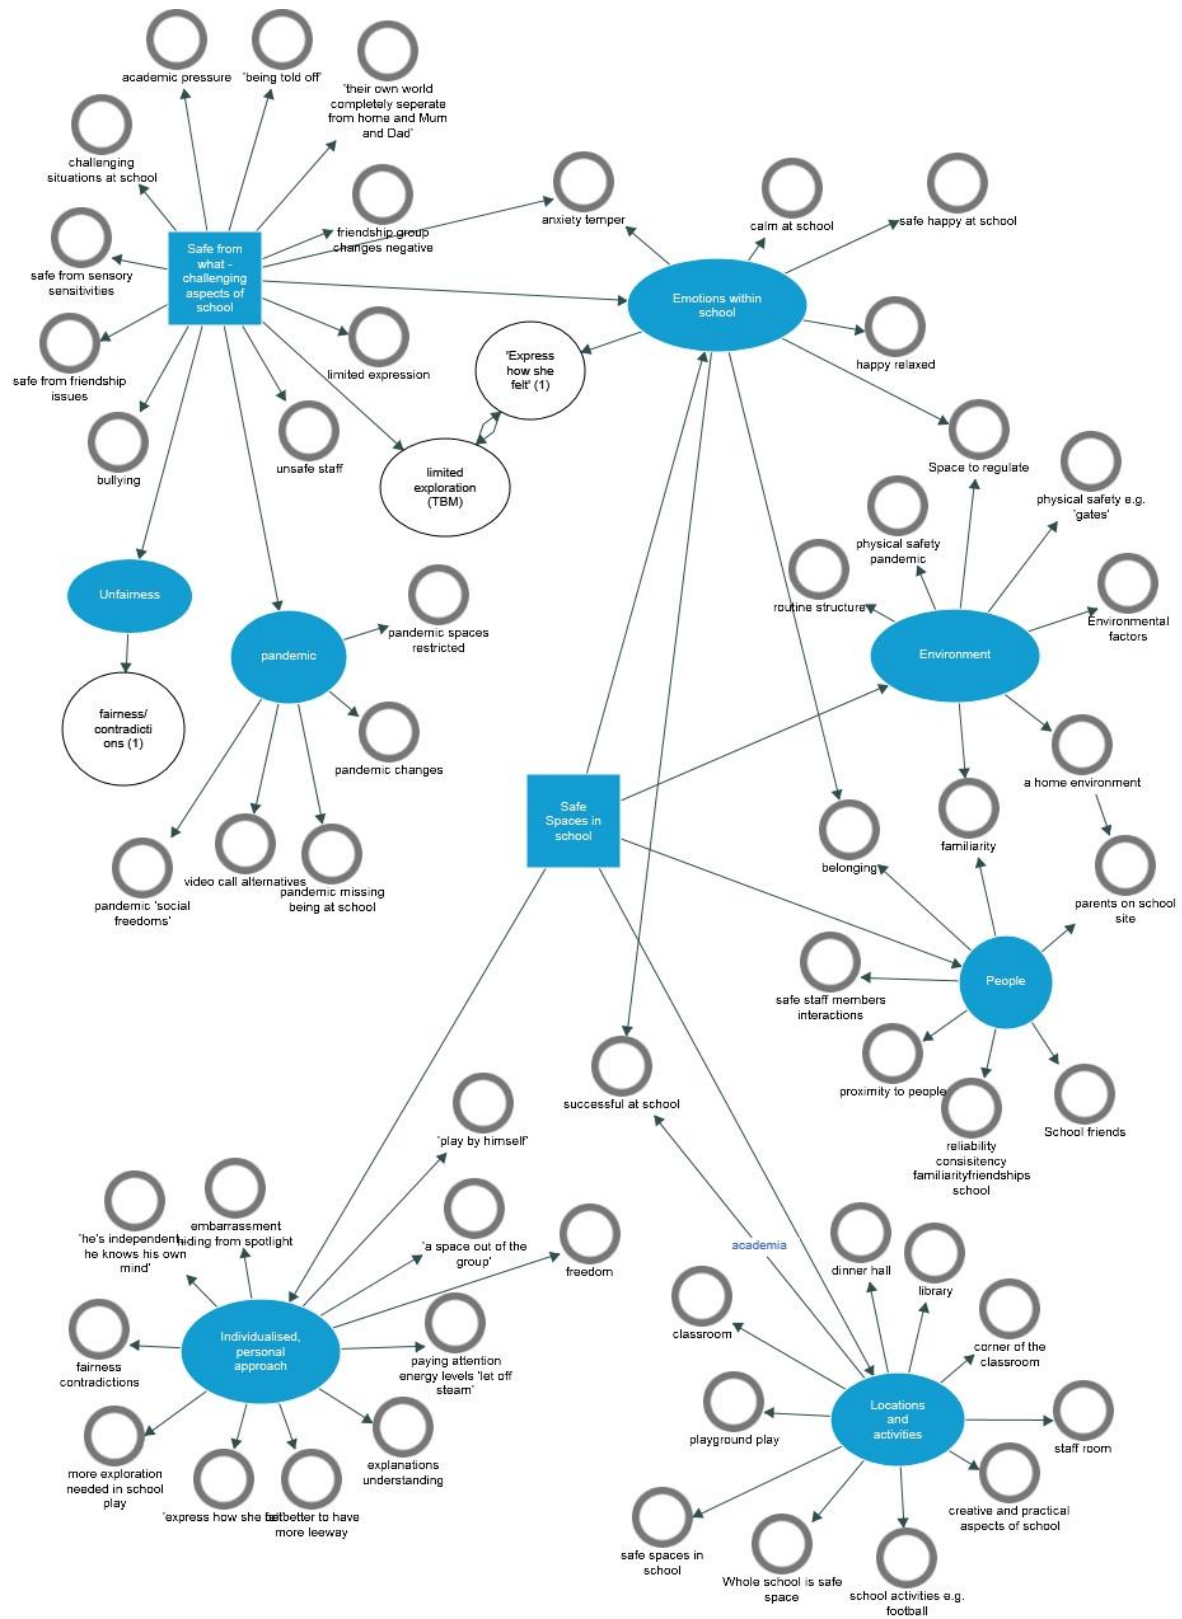 academic pressure
'being told off'
'their own world
completely seperate
from home and Mum
and Dad'
challenging
situations at school
friendship group
changes negative
anxiety temper
calm at school
safe happy at school
safe from sensory
sensitivities
Safe from
what -
challenging
aspects of
school
Emotions within
school
happy relaxed
safe from friendship
issues
limited expression
'Express
how she
felt' (1)
bullying
unsafe staff
limited
exploration
(TBM)
Space to regulate
physical safety e.g.
'gates'
physical safety
pandemic
routine structure
Environmental
factors
Environment
Unfairness
pandemic
pandemic spaces
restricted
fairness/
contradicti
ons (1)
pandemic changes
a home environment
familiarity
belonging
parents on school
site
Safe
Spaces in
school
video call alternatives
pandemic missing
being at school
pandemic 'social
freedoms'
People
safe staff members
interactions
proximity to people
School friends
reliability
consisitency
familiarityfriendships
school
successful at school
'play by himself'
embarrassment
hiding from spotlight
'he's independent,
he knows his own
mind'
'a space out of the
group'
freedom
academia
dinner hall
library
classroom
corner of the
classroom
Individualised,
personal
approach
fairness
contradictions
paying attention
energy levels 'let off
steam'
Locations
and
activities
playground play
staff room
more exploration
needed in school
play
'express how she felt'
better to have
more leeway
explanations
understanding
creative and practical
aspects of school
safe spaces in
school
Whole school is safe
space
school activities e.g.
football